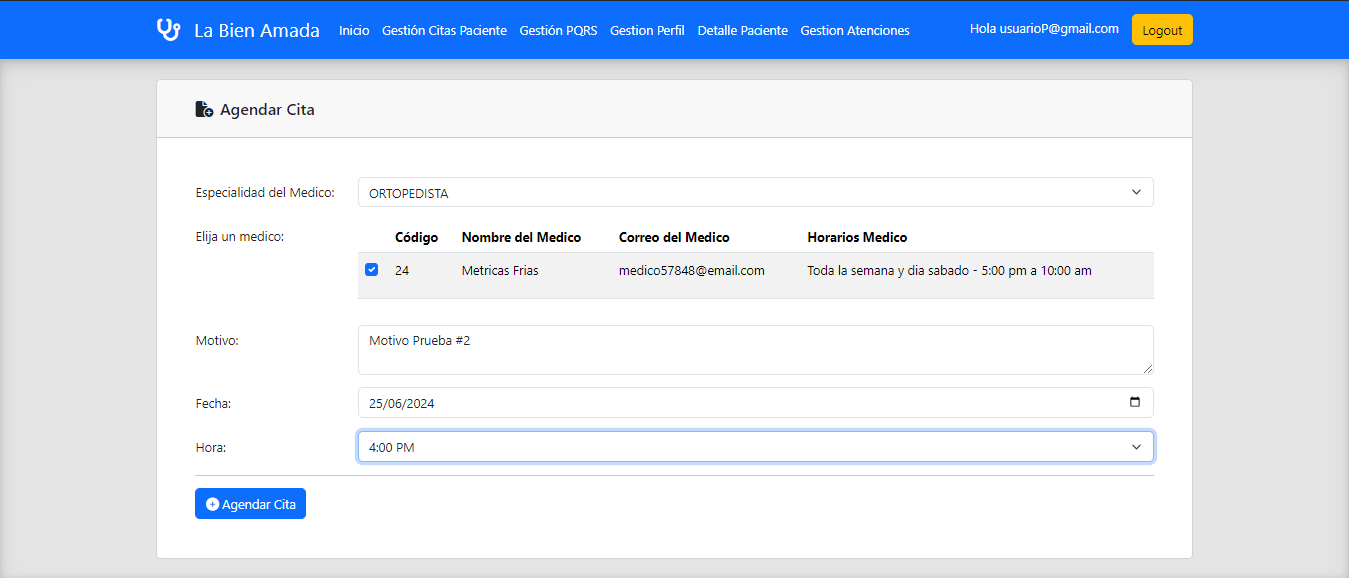 La Bien Amada Inicio Gestión Citas Paciente Gestión PQRS Gestion Perfil Detalle Paciente Gestion Atenciones Hola usuarioP@gmail.com Logout
Agendar Cita
Especialidad del Medico: ORTOPEDISTA
Elija un medico: Código Nombre del Medico Correo del Medico Horarios Medico
24 Metricas Frias medico57848@email.com Toda la semana y dia sabado - 5:00 pm a 10:00 am
Motivo: Motivo Prueba #2
Fecha: 25/06/2024
Hora: 4:00 PM
Agendar Cita